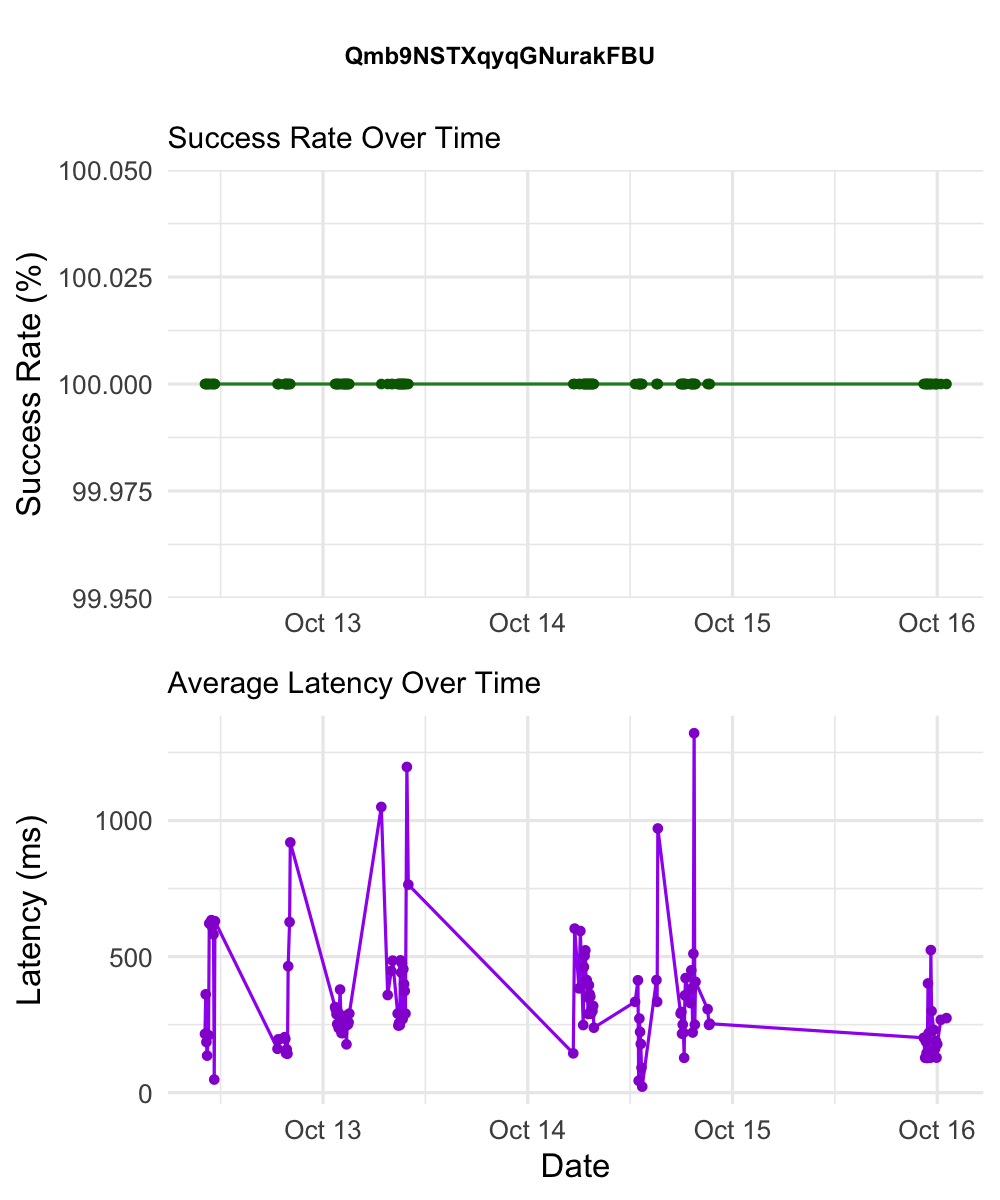 Qmb9NSTXqyqGNurakFBU
Success Rate Over Time
Success Rate (%)
100.050
100.025
100.000
99.975
99.950
Oct 13 Oct 14 Oct 15 Oct 16
Average Latency Over Time
Latency (ms)
1000
500
0
Oct 13 Oct 14 Oct 15 Oct 16
Date